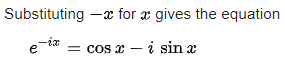 Substituting −x for x gives the equation
e^{−ix} = cos x − i sin x